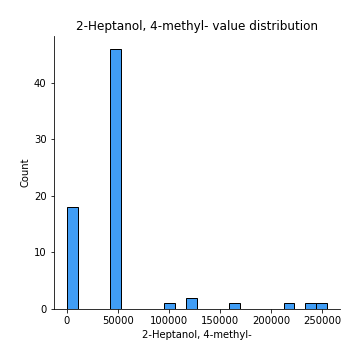 2-Heptanol, 4-methyl- value distribution
40
30
20
10
0
Count
0 50000 100000 150000 200000 250000
2-Heptanol, 4-methyl-